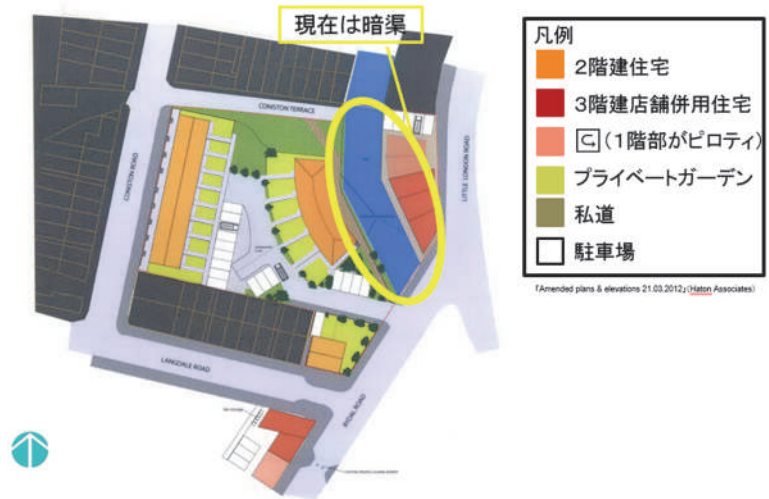 現在は暗渠
CONISTON TERRACE
CONISTON ROAD
LITTLE LONDON ROAD
LANGDALE ROAD
RYDAL ROAD
凡例
2階建住宅
3階建店舗併用住宅
(1階部がピロティ)
プライベートガーデン
私道
駐車場
『Amended plans & elevations 21.03.2012』(Haton Associates)